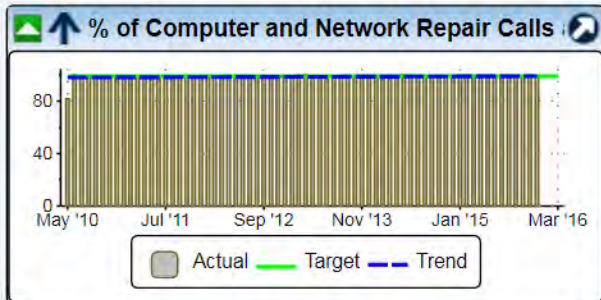 % of Computer and Network Repair Calls
80
40
0
May '10 Jul '11 Sep '12 Nov '13 Jan '15 Mar '16
Actual Target Trend